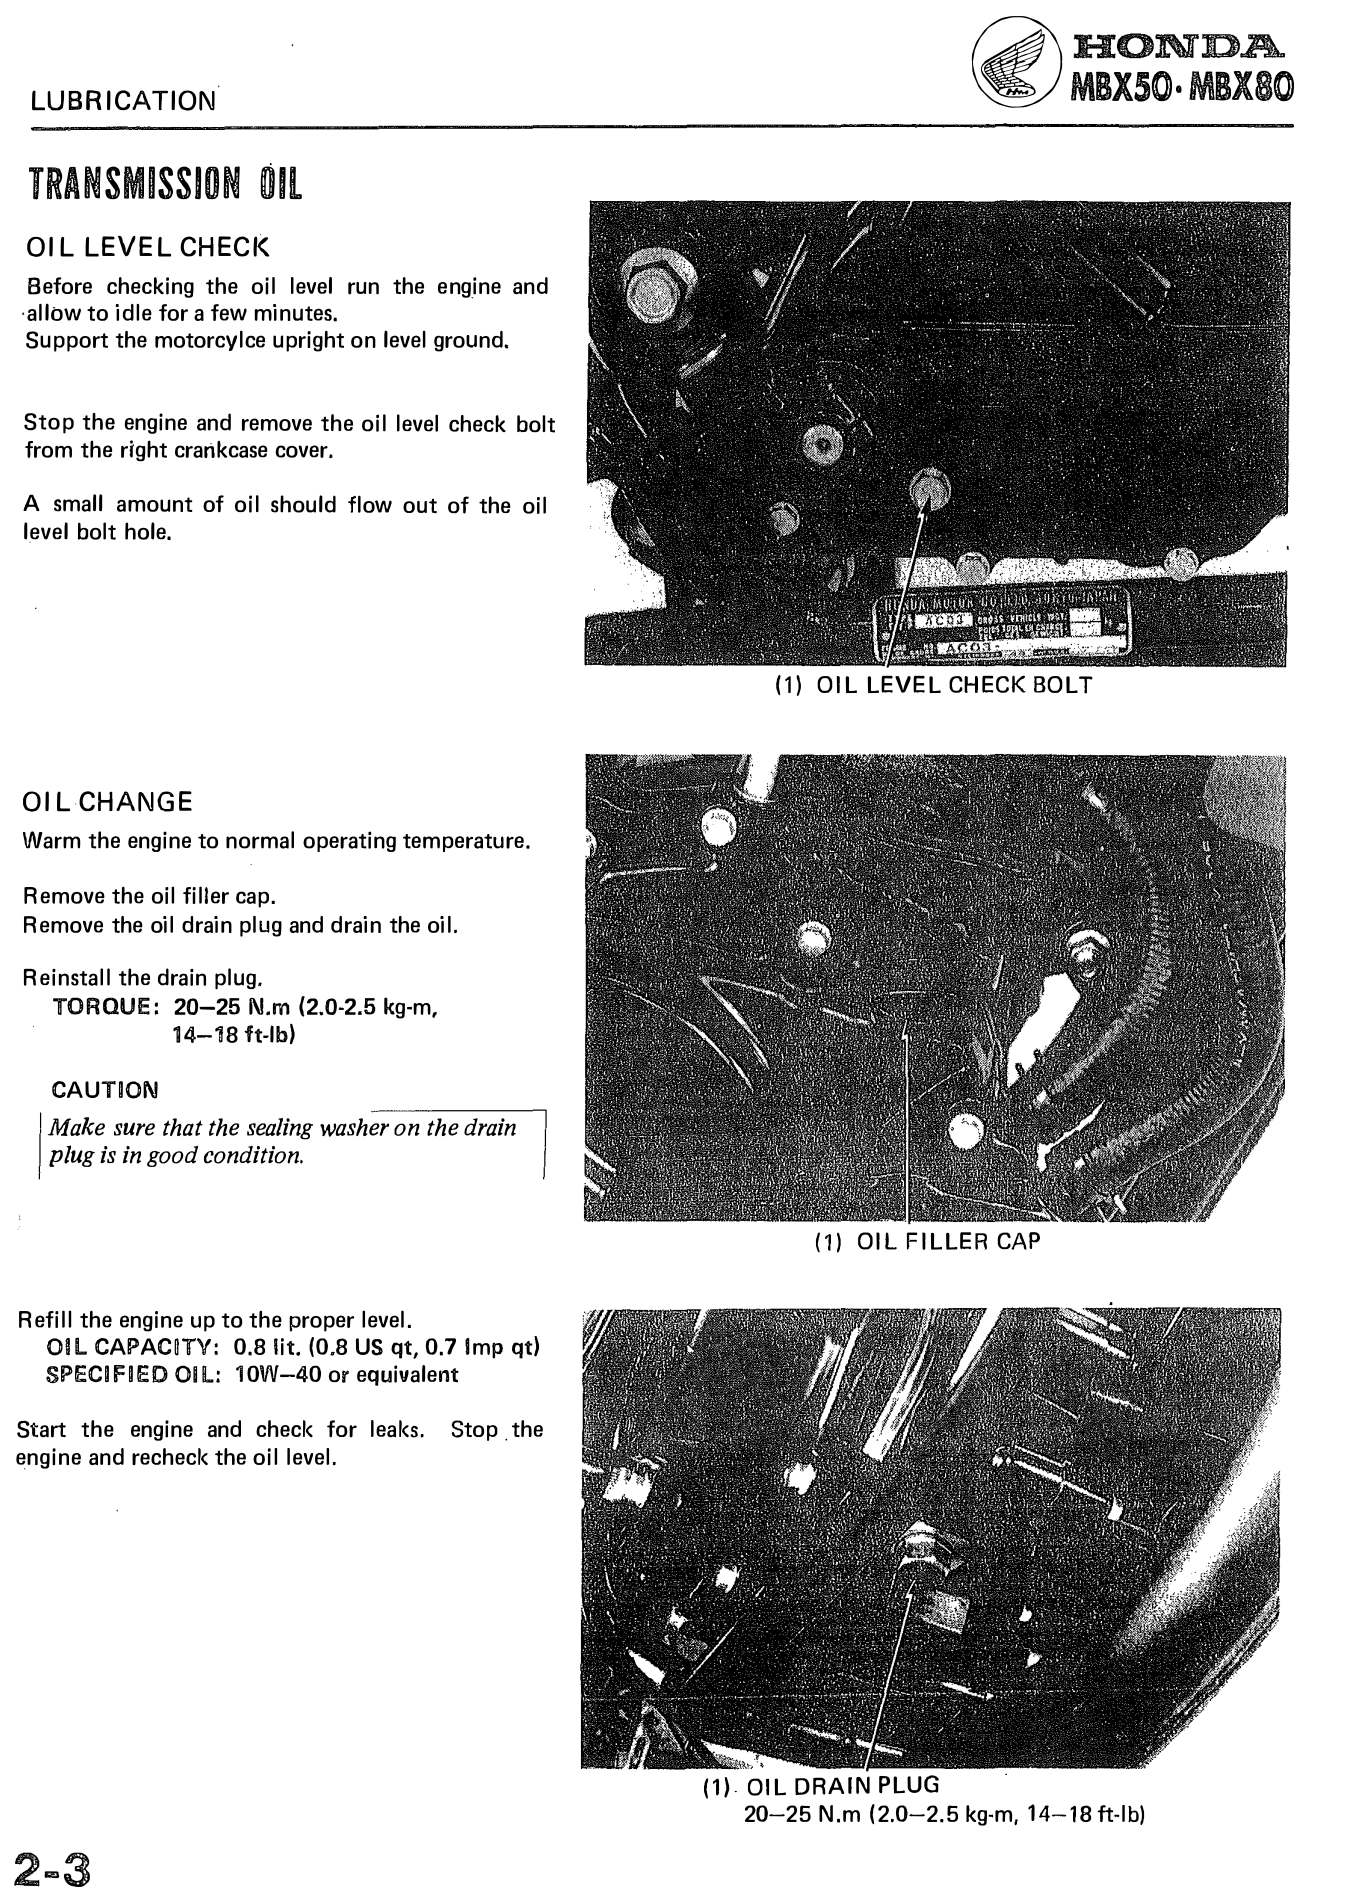 HONDA
MBX50·MBX80
LUBRICATION
TRANSMISSION OIL
OIL LEVEL CHECK
Before checking the oil level run the engine and
allow to idle for a few minutes.
Support the motorcylce upright on level ground.
Stop the engine and remove the oil level check bolt
from the right crankcase cover.
A small amount of oil should flow out of the oil
level bolt hole.
HONDA MOTOR CO.,LTD. TOKYO JAPAN
AC03 GROSS VEHICLE WGT.
POIDS TOTAL EN CHARGE
AC03-
(1) OIL LEVEL CHECK BOLT
OIL CHANGE
Warm the engine to normal operating temperature.
Remove the oil filler cap.
Remove the oil drain plug and drain the oil.
Reinstall the drain plug.
TORQUE: 20–25 N.m (2.0-2.5 kg-m,
14–18 ft-lb)
CAUTION
Make sure that the sealing washer on the drain
plug is in good condition.
(1) OIL FILLER CAP
Refill the engine up to the proper level.
OIL CAPACITY: 0.8 lit. (0.8 US qt, 0.7 Imp qt)
SPECIFIED OIL: 10W–40 or equivalent
Start the engine and check for leaks. Stop the
engine and recheck the oil level.
(1) OIL DRAIN PLUG
20–25 N.m (2.0–2.5 kg-m, 14–18 ft-lb)
2-3